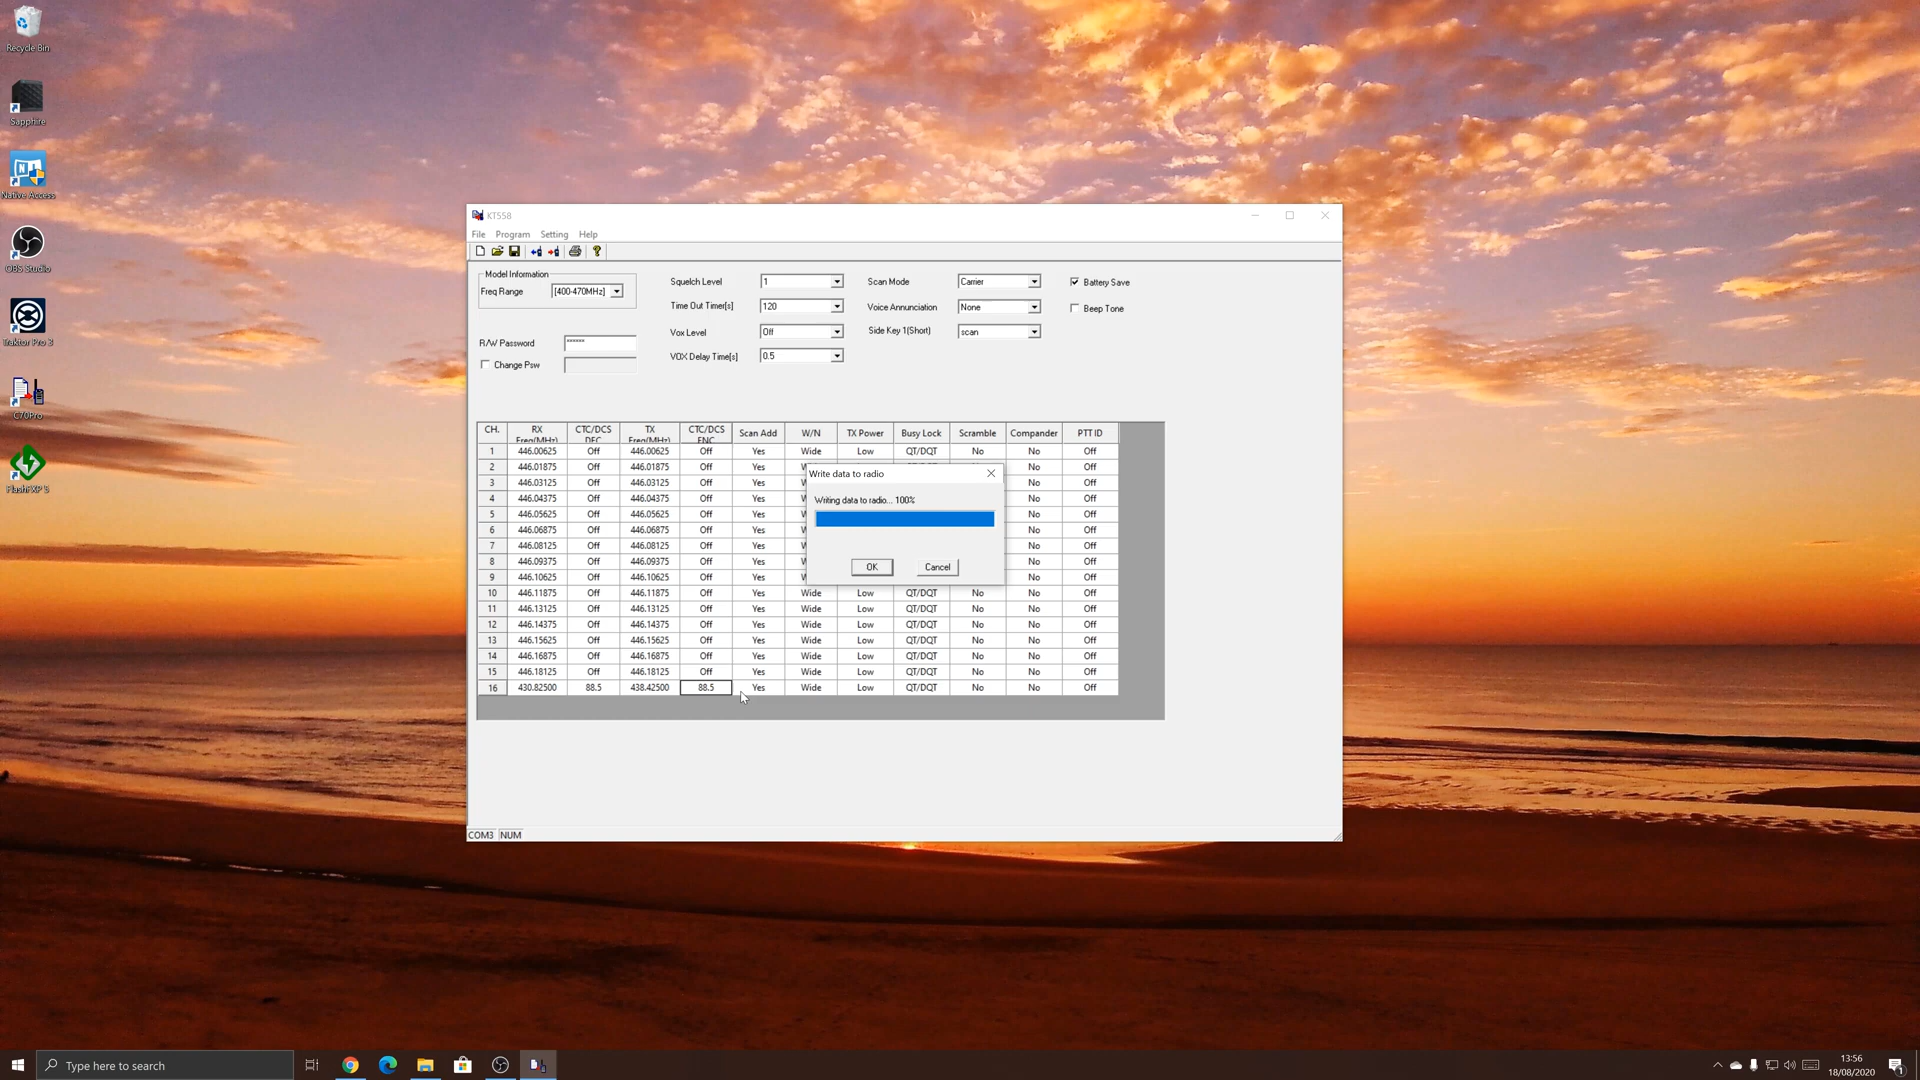 Recycle Bin
Sapphire
Native Access
OBS Studio
Traktor Pro 3
C70Pro
FlashFXP 5
KT558
File Program Setting Help
Model Information
Freq Range [400-470MHz]
R/W Password ******
Change Psw
Squelch Level 1
Time Out Timer[s] 120
Vox Level Off
VOX Delay Time[s] 0.5
Scan Mode Carrier
Voice Annunciation None
Side Key 1(Short) scan
Battery Save
Beep Tone
CH. RX Freq(MHz) CTC/DCS DEC TX Freq(MHz) CTC/DCS ENC Scan Add W/N TX Power Busy Lock Scramble Compander PTT ID
1 446.00625 Off 446.00625 Off Yes Wide Low QT/DQT No No Off
2 446.01875 Off 446.01875 Off Yes No Off
3 446.03125 Off 446.03125 Off Yes No Off
4 446.04375 Off 446.04375 Off Yes No Off
5 446.05625 Off 446.05625 Off Yes No Off
6 446.06875 Off 446.06875 Off Yes No Off
7 446.08125 Off 446.08125 Off Yes No Off
8 446.09375 Off 446.09375 Off Yes No Off
9 446.10625 Off 446.10625 Off Yes No Off
10 446.11875 Off 446.11875 Off Yes Wide Low QT/DQT No No Off
11 446.13125 Off 446.13125 Off Yes Wide Low QT/DQT No No Off
12 446.14375 Off 446.14375 Off Yes Wide Low QT/DQT No No Off
13 446.15625 Off 446.15625 Off Yes Wide Low QT/DQT No No Off
14 446.16875 Off 446.16875 Off Yes Wide Low QT/DQT No No Off
15 446.18125 Off 446.18125 Off Yes Wide Low QT/DQT No No Off
16 430.82500 88.5 438.42500 88.5 Yes Wide Low QT/DQT No No Off
Write data to radio
Writing data to radio... 100%
OK Cancel
COM3 NUM
Type here to search
13:56
18/08/2020
1